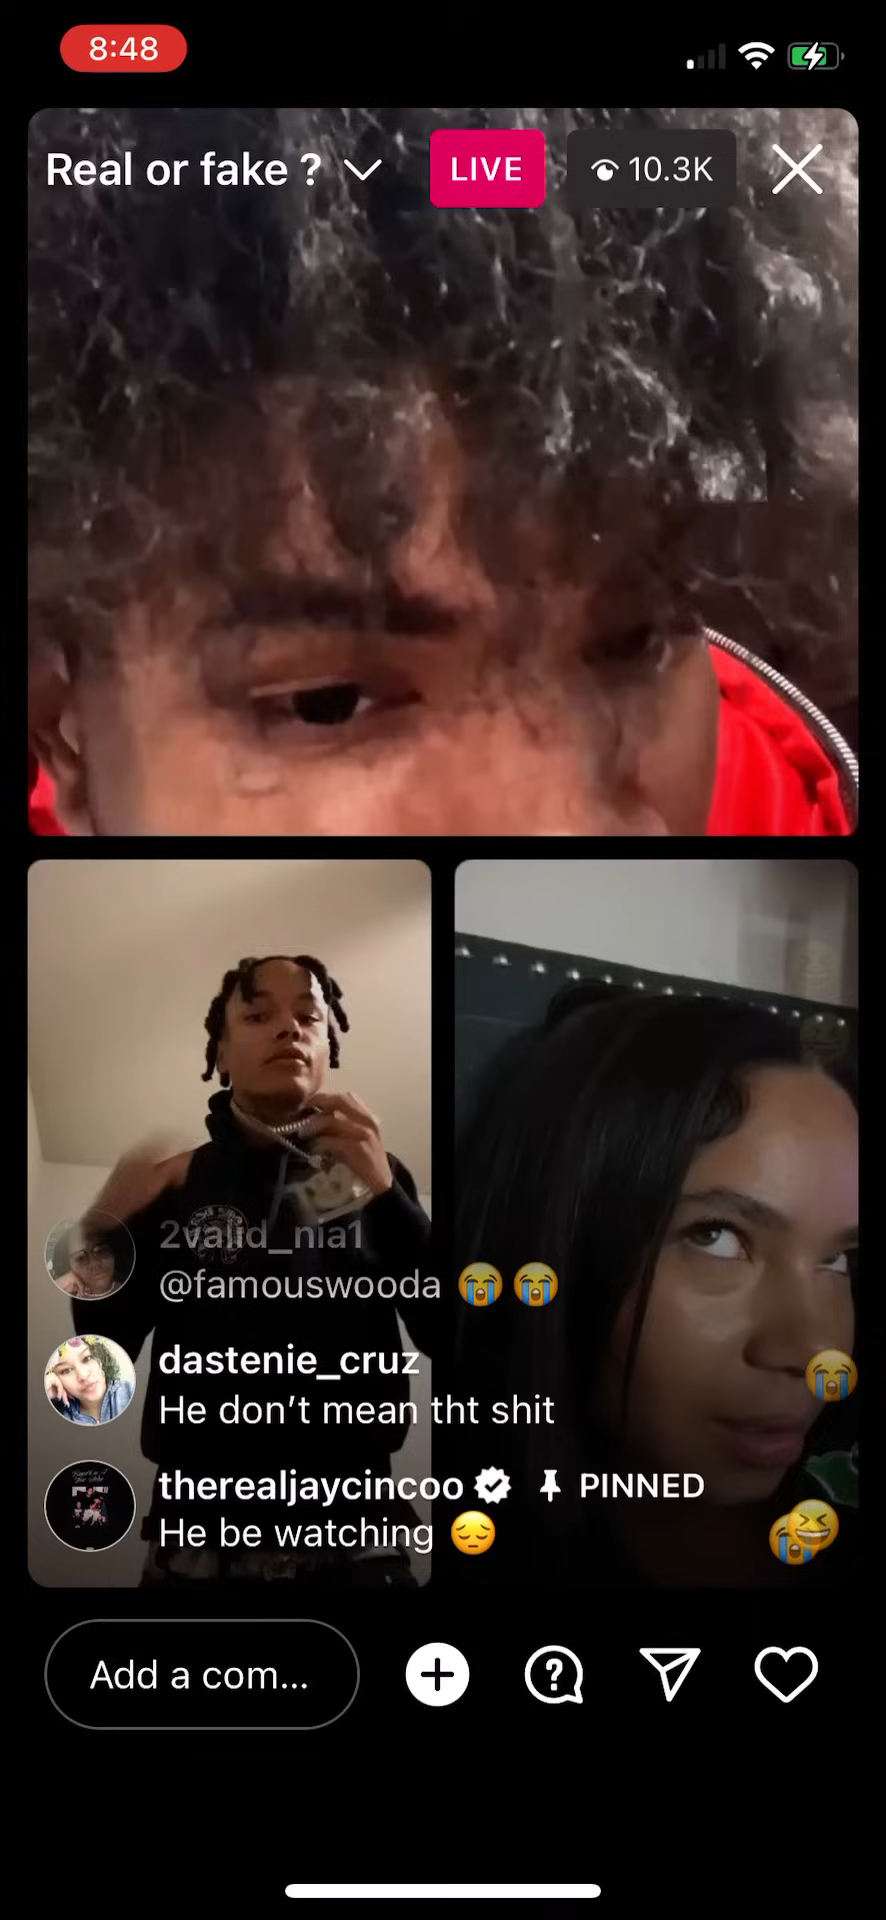 8:48
Real or fake ?
LIVE
10.3K
2valid_nia1
@famouswooda 😭😭
dastenie_cruz
He don’t mean tht shit
therealjaycincoo PINNED
He be watching 😔
Add a com...